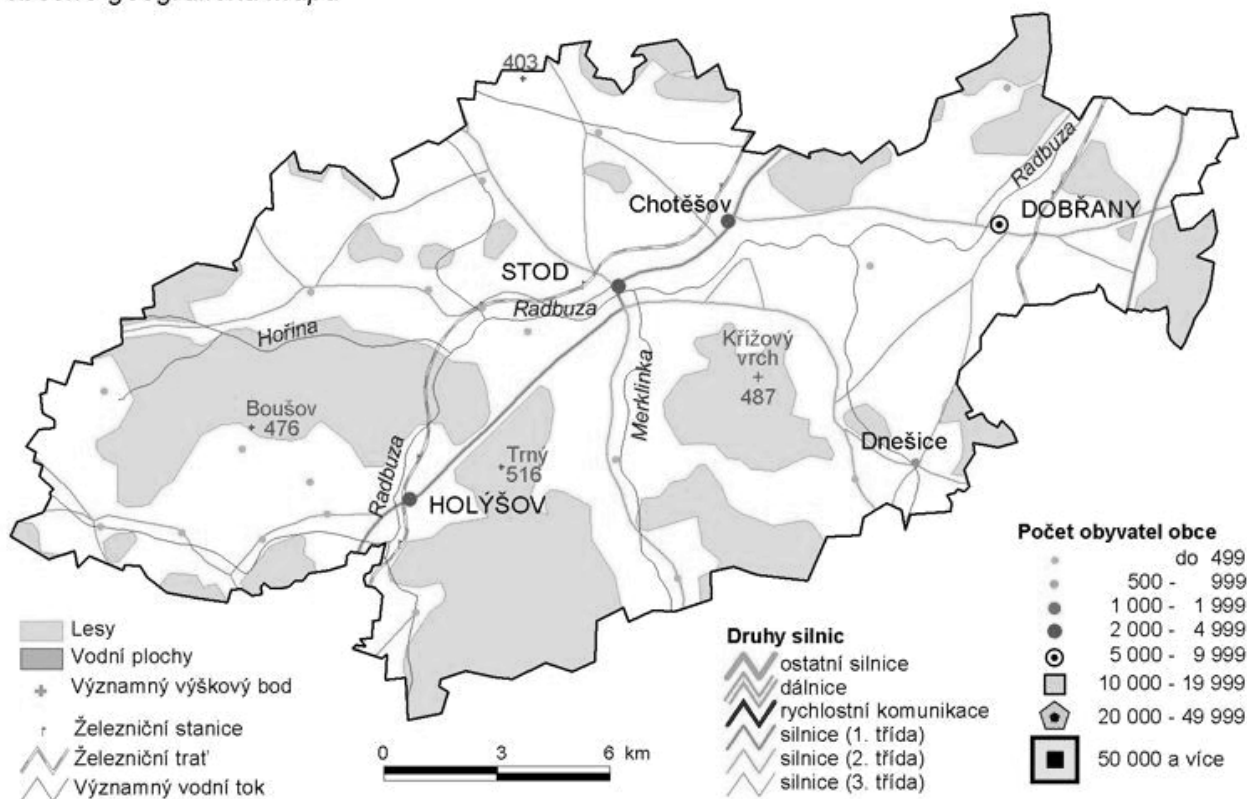 403
Radbuza
Chotěšov
DOBŘANY
STOD
Radbuza
Hořina
Křížový
vrch
487
Merklinka
Boušov
476
Dnešice
Trný
516
Radbuza
HOLÝŠOV
Počet obyvatel obce
do 499
500 - 999
1 000 - 1 999
2 000 - 4 999
5 000 - 9 999
10 000 - 19 999
20 000 - 49 999
50 000 a více
Lesy
Vodní plochy
Významný výškový bod
Železniční stanice
Železniční trať
Významný vodní tok
0 3 6 km
Druhy silnic
ostatní silnice
dálnice
rychlostní komunikace
silnice (1. třída)
silnice (2. třída)
silnice (3. třída)